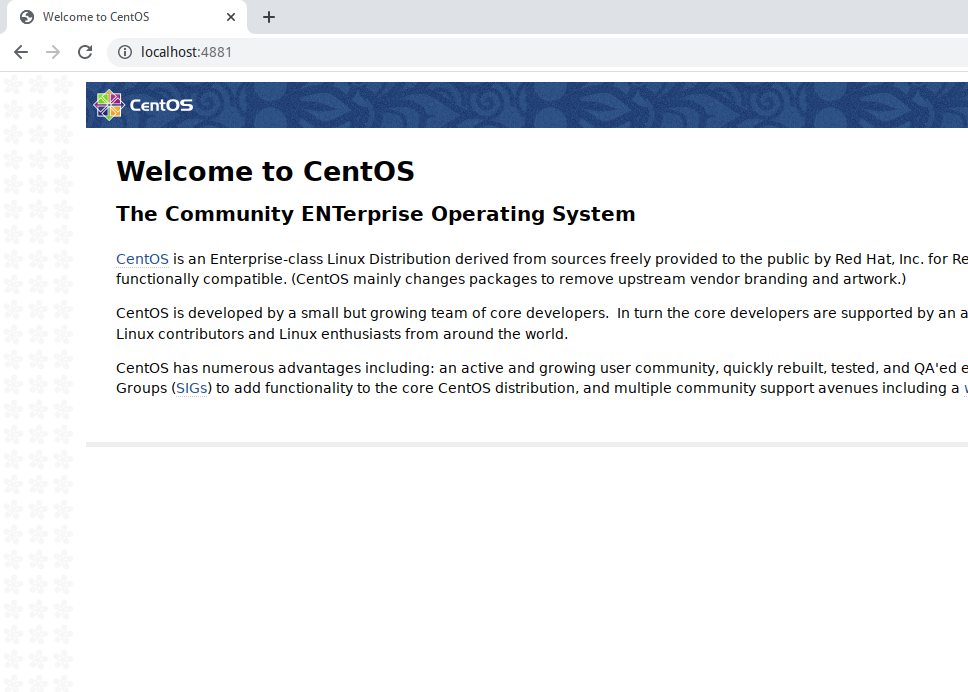 Welcome to CentOS
localhost:4881
CentOS
Welcome to CentOS
The Community ENTerprise Operating System
CentOS is an Enterprise-class Linux Distribution derived from sources freely provided to the public by Red Hat, Inc. for Re
functionally compatible. (CentOS mainly changes packages to remove upstream vendor branding and artwork.)
CentOS is developed by a small but growing team of core developers.  In turn the core developers are supported by an a
Linux contributors and Linux enthusiasts from around the world.
CentOS has numerous advantages including: an active and growing user community, quickly rebuilt, tested, and QA'ed e
Groups (SIGs) to add functionality to the core CentOS distribution, and multiple community support avenues including a w